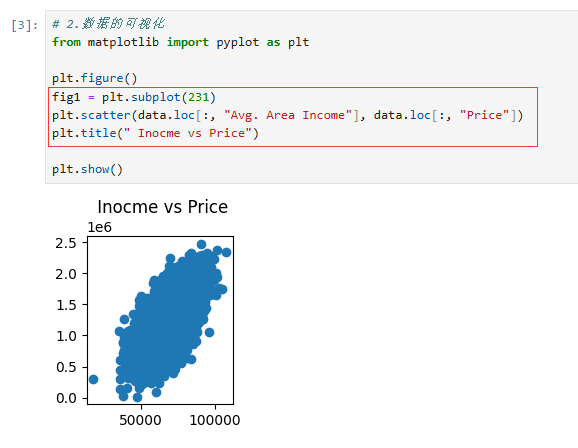 [3]: # 2.数据的可视化
from matplotlib import pyplot as plt
plt.figure()
fig1 = plt.subplot(231)
plt.scatter(data.loc[:, "Avg. Area Income"], data.loc[:, "Price"])
plt.title(" Inocme vs Price")
plt.show()
Inocme vs Price
1e6
2.5
2.0
1.5
1.0
0.5
0.0
50000 100000